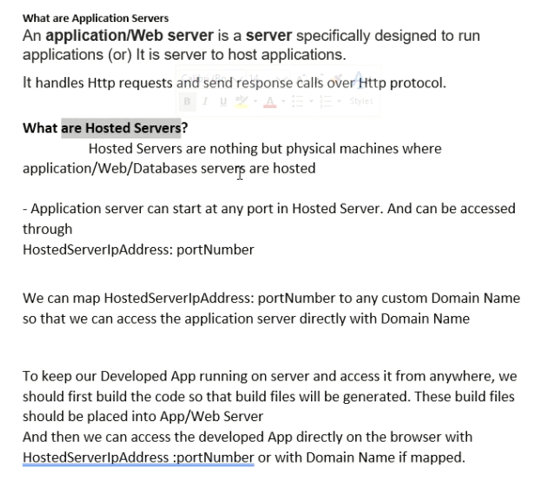 What are Application Servers
An application/Web server is a server specifically designed to run
applications (or) It is server to host applications.
It handles Http requests and send response calls over Http protocol.
B I U Styles
What are Hosted Servers?
Hosted Servers are nothing but physical machines where
application/Web/Databases servers are hosted
- Application server can start at any port in Hosted Server. And can be accessed
through
HostedServerIpAddress: portNumber
We can map HostedServerIpAddress: portNumber to any custom Domain Name
so that we can access the application server directly with Domain Name
To keep our Developed App running on server and access it from anywhere, we
should first build the code so that build files will be generated. These build files
should be placed into App/Web Server
And then we can access the developed App directly on the browser with
HostedServerIpAddress :portNumber or with Domain Name if mapped.